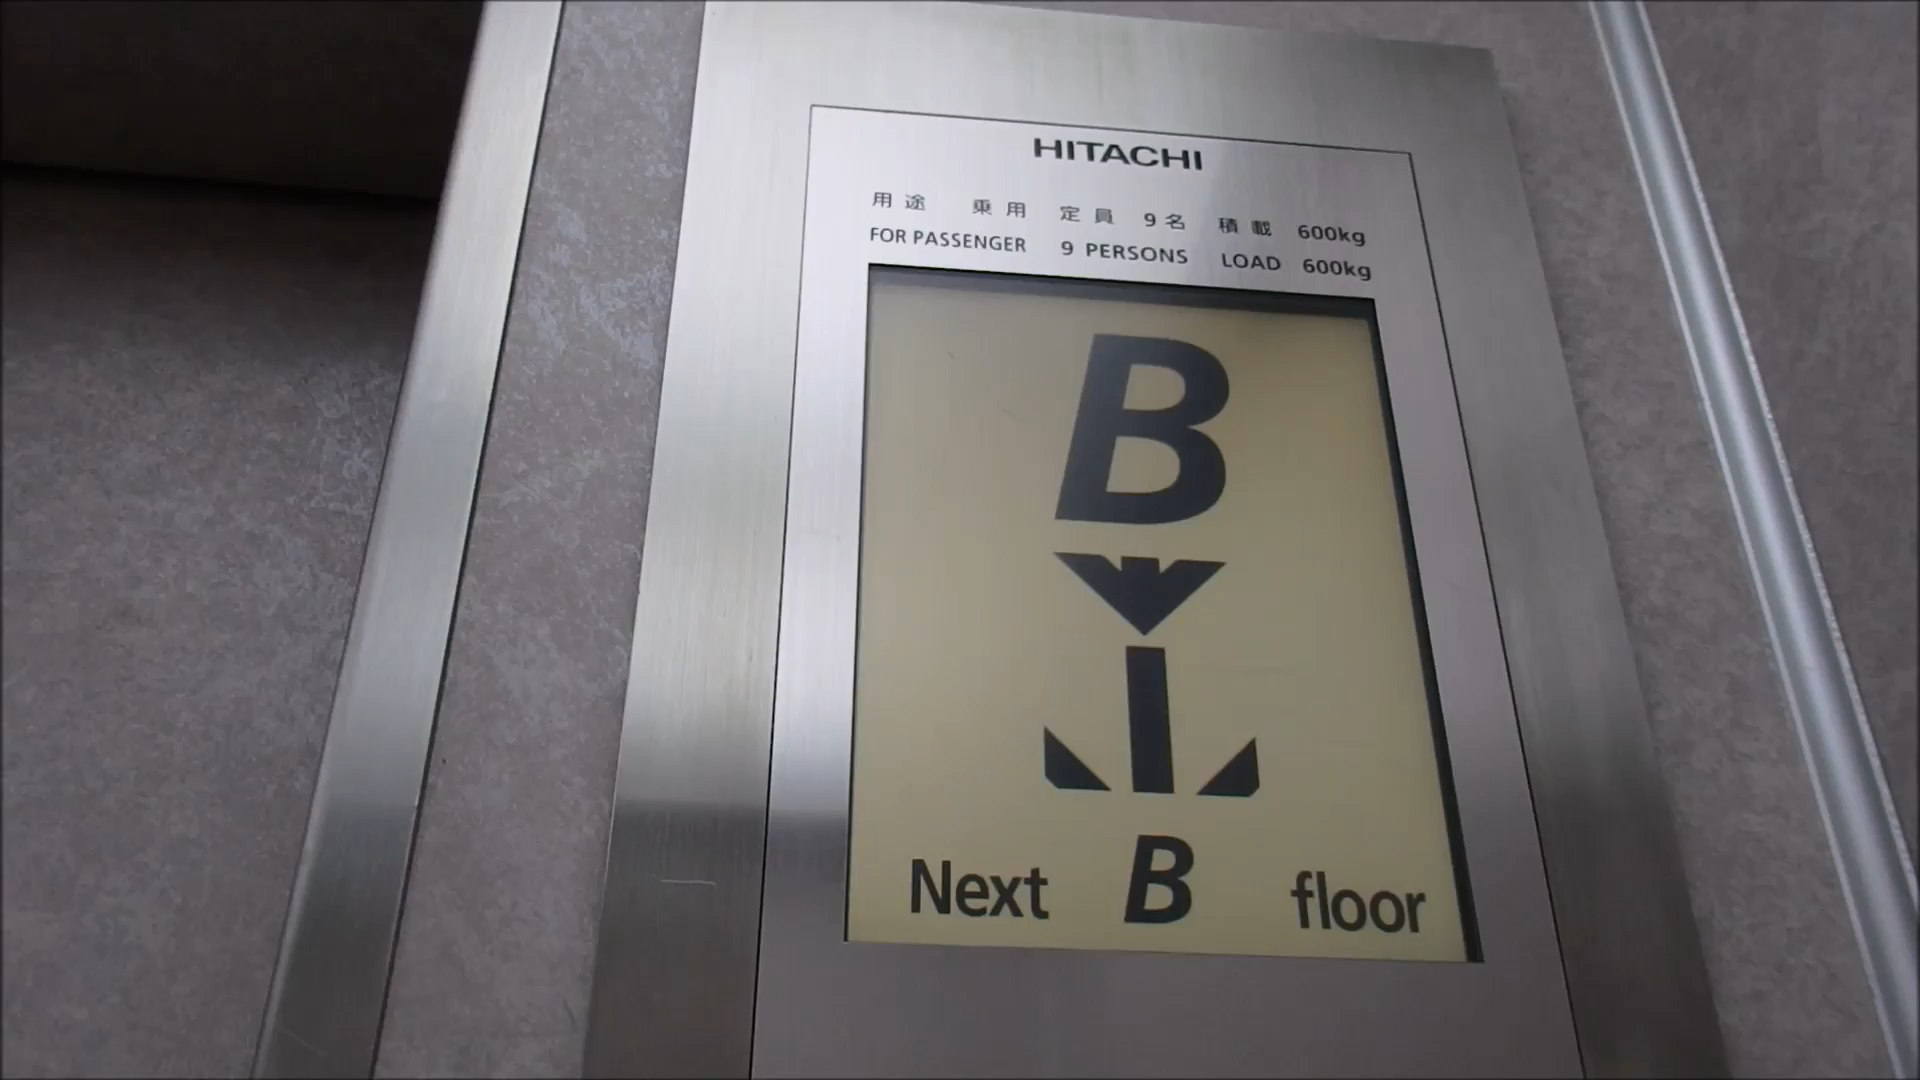 HITACHI
用途 乗用 定員 9名 積載 600kg
FOR PASSENGER 9 PERSONS LOAD 600kg
B
Next B floor